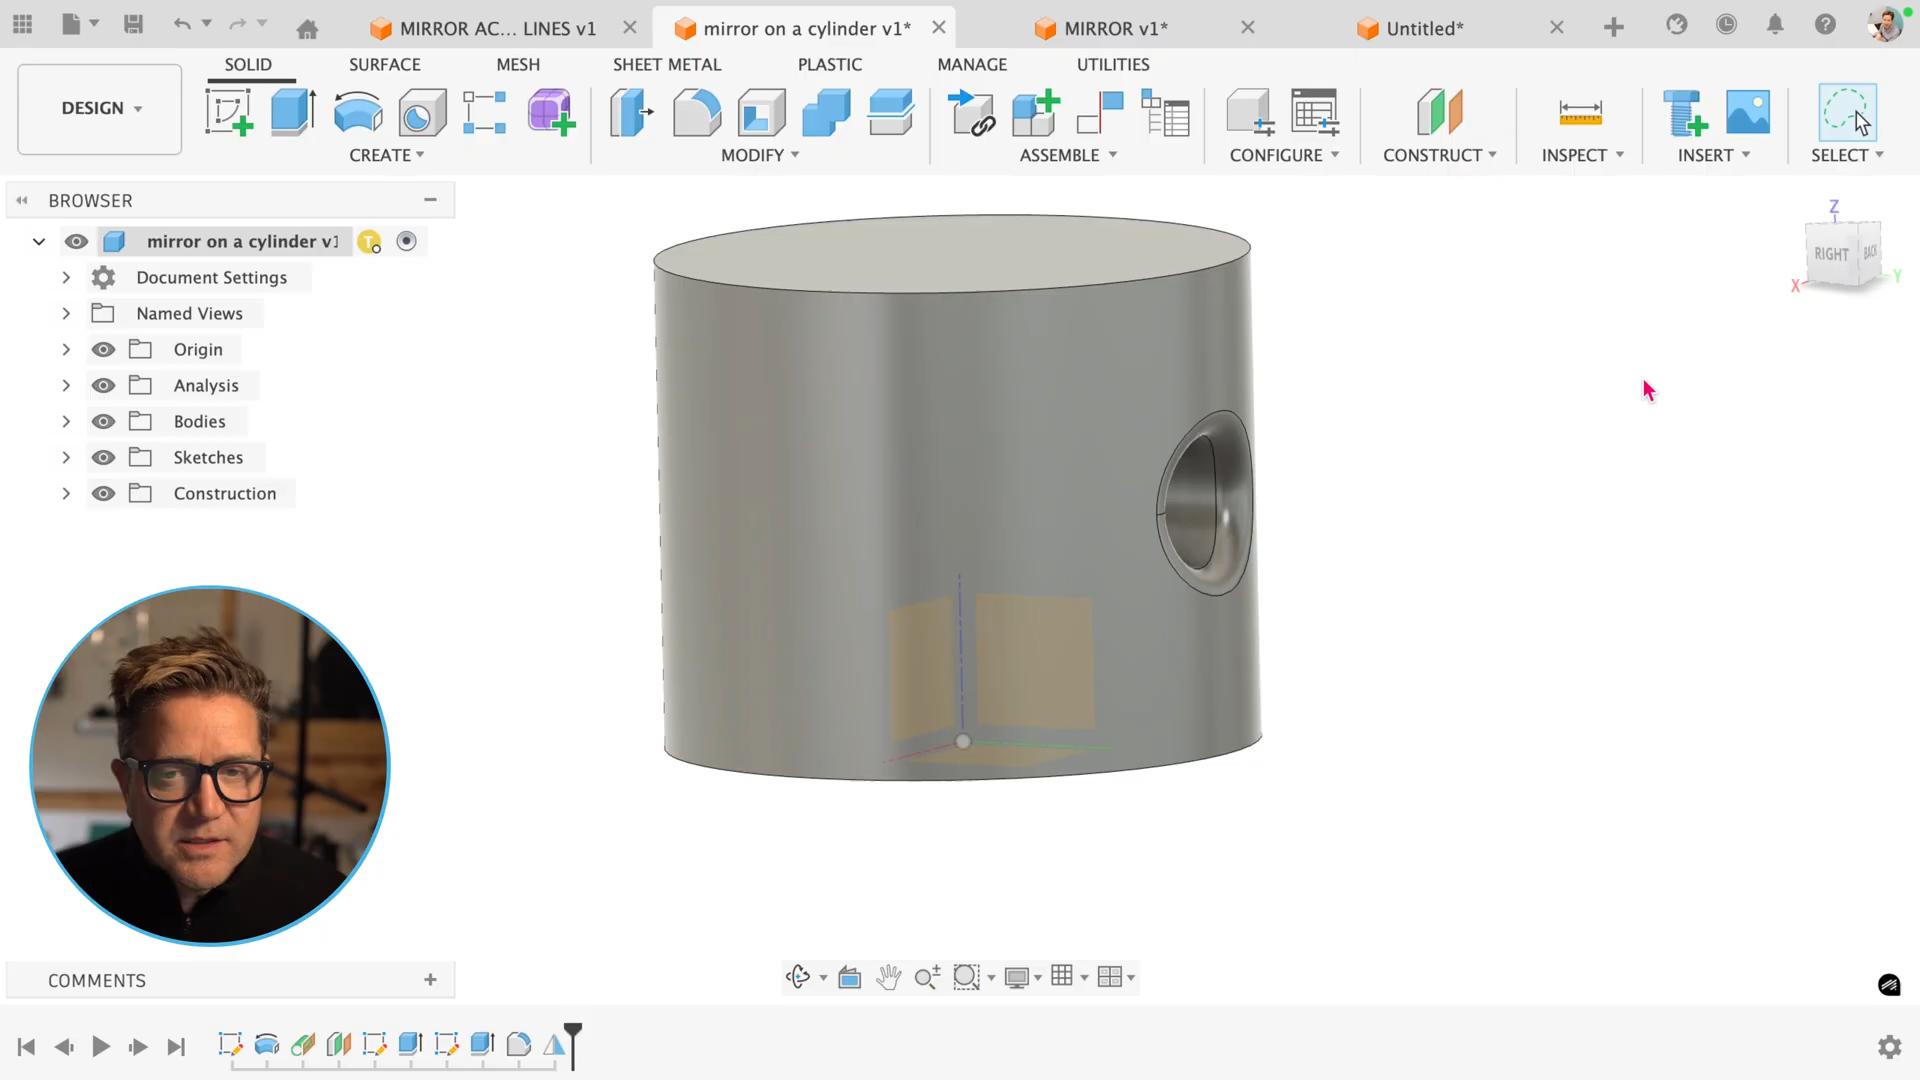 MIRROR AC... LINES v1
mirror on a cylinder v1*
MIRROR v1*
Untitled*
DESIGN
SOLID
SURFACE
MESH
SHEET METAL
PLASTIC
MANAGE
UTILITIES
CREATE
MODIFY
ASSEMBLE
CONFIGURE
CONSTRUCT
INSPECT
INSERT
SELECT
BROWSER
mirror on a cylinder v1
T
Document Settings
Named Views
Origin
Analysis
Bodies
Sketches
Construction
Z
RIGHT
BACK
X
Y
COMMENTS